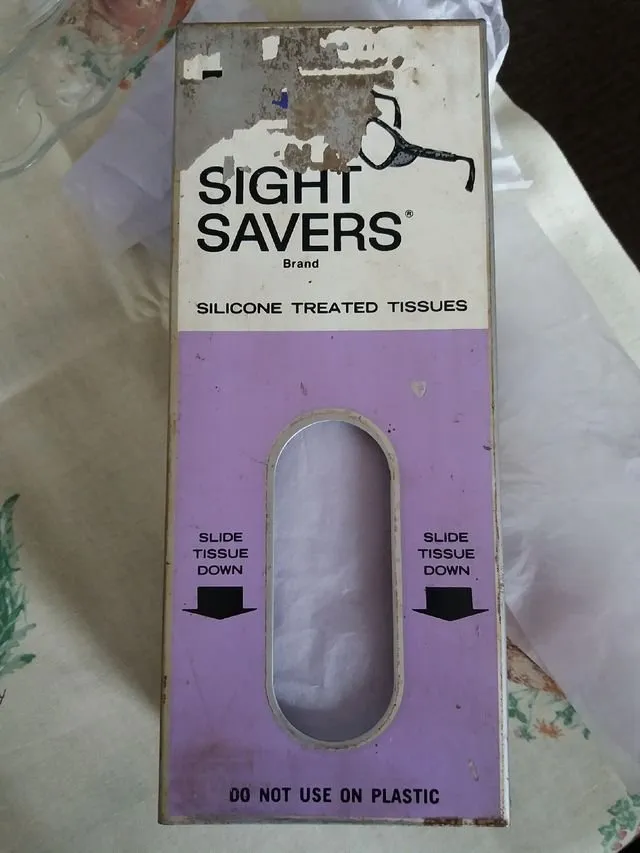 SIGHT
SAVERS®
Brand
SILICONE TREATED TISSUES
SLIDE
TISSUE
DOWN
SLIDE
TISSUE
DOWN
DO NOT USE ON PLASTIC